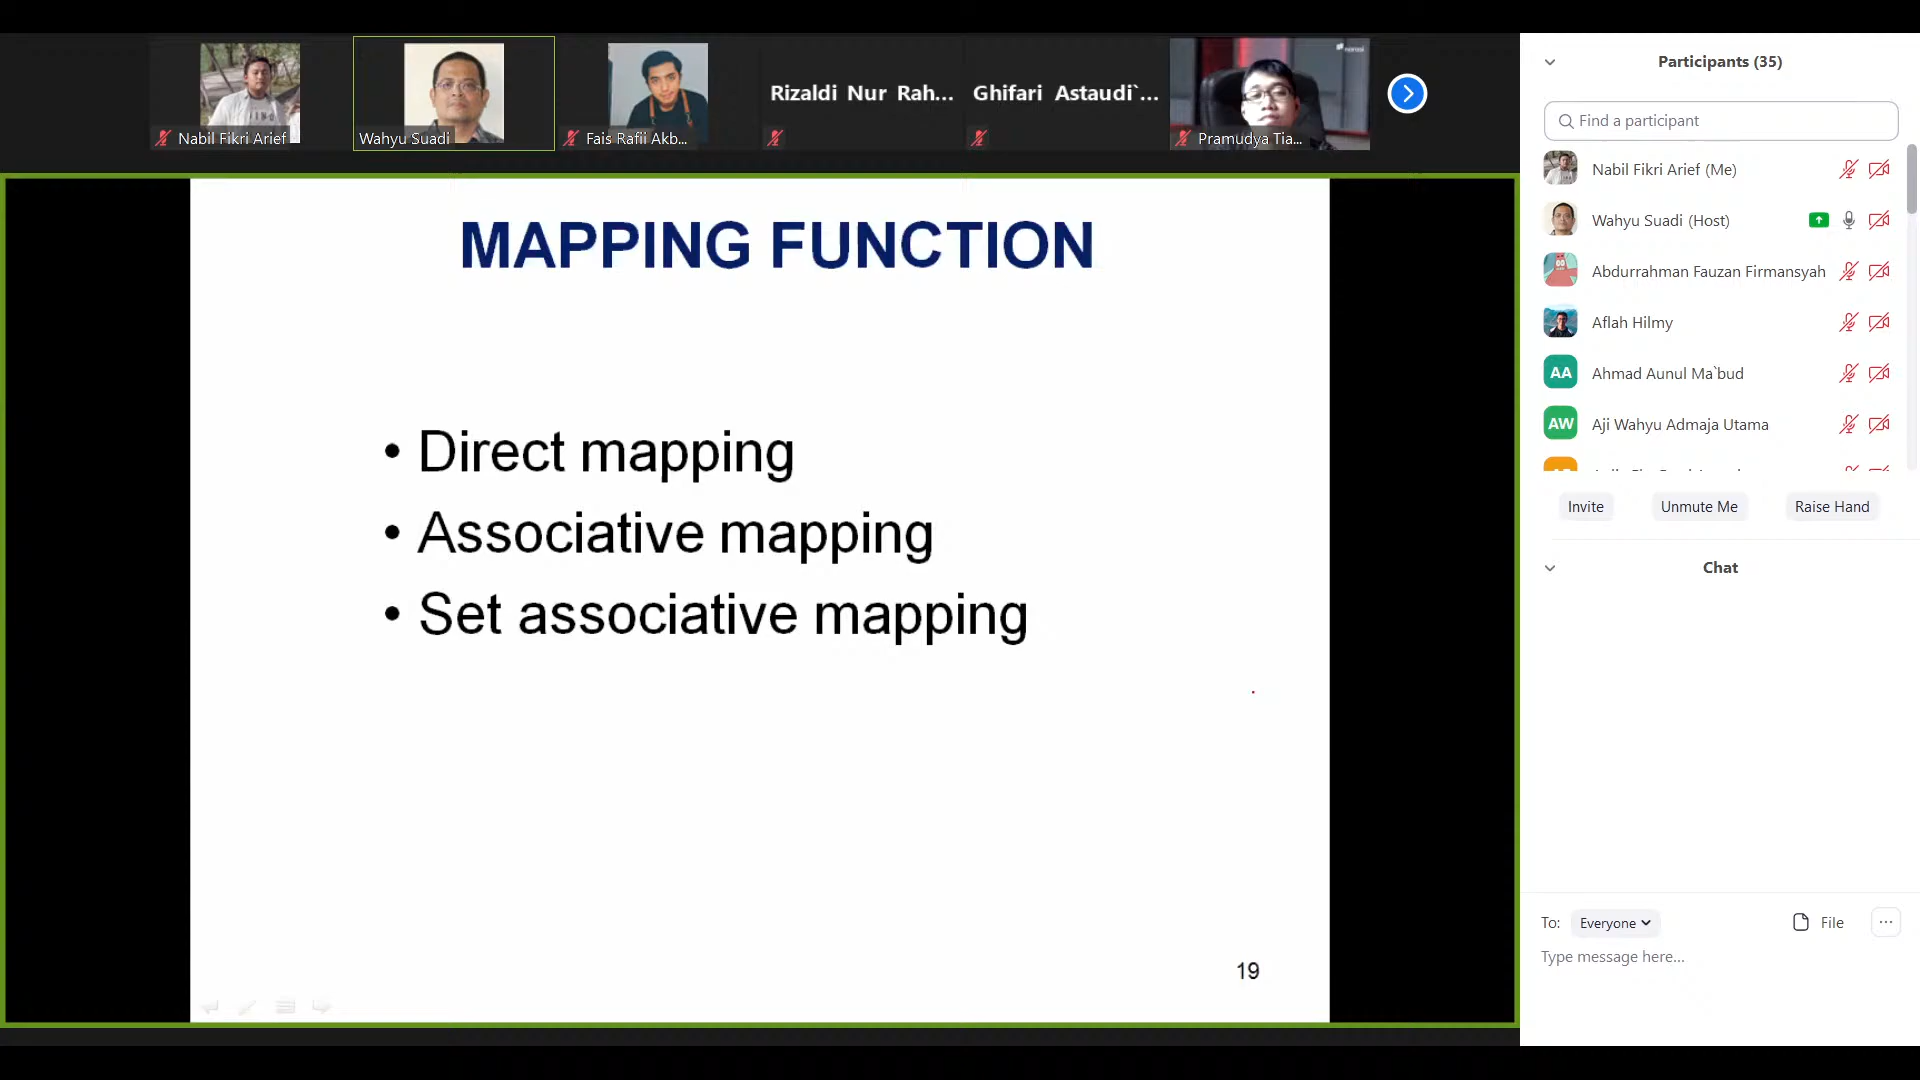 Nabil Fikri Arief
Wahyu Suadi
Fais Rafii Akb...
Rizaldi Nur Rah...
Ghifari Astaudi`...
narasi
Pramudya Tia...
MAPPING FUNCTION
• Direct mapping
• Associative mapping
• Set associative mapping
19
Participants (35)
Find a participant
Nabil Fikri Arief (Me)
Wahyu Suadi (Host)
Abdurrahman Fauzan Firmansyah
Aflah Hilmy
AA Ahmad Aunul Ma`bud
AW Aji Wahyu Admaja Utama
Invite Unmute Me Raise Hand
Chat
To: Everyone File ...
Type message here...